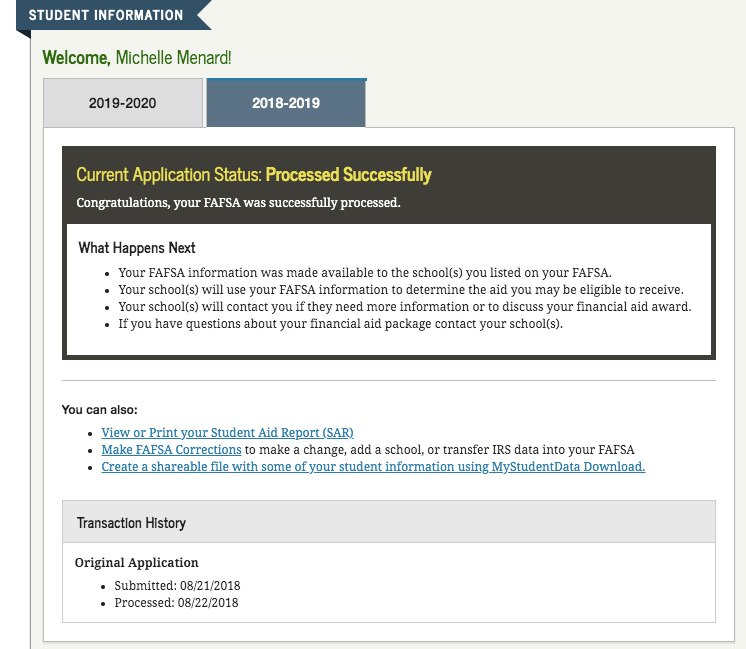 STUDENT INFORMATION
Welcome, Michelle Menard!
2019-2020
2018-2019
Current Application Status: Processed Successfully
Congratulations, your FAFSA was successfully processed.
What Happens Next
• Your FAFSA information was made available to the school(s) you listed on your FAFSA.
• Your school(s) will use your FAFSA information to determine the aid you may be eligible to receive.
• Your school(s) will contact you if they need more information or to discuss your financial aid award.
• If you have questions about your financial aid package contact your school(s).
You can also:
• View or Print your Student Aid Report (SAR)
• Make FAFSA Corrections to make a change, add a school, or transfer IRS data into your FAFSA
• Create a shareable file with some of your student information using MyStudentData Download.
Transaction History
Original Application
• Submitted: 08/21/2018
• Processed: 08/22/2018